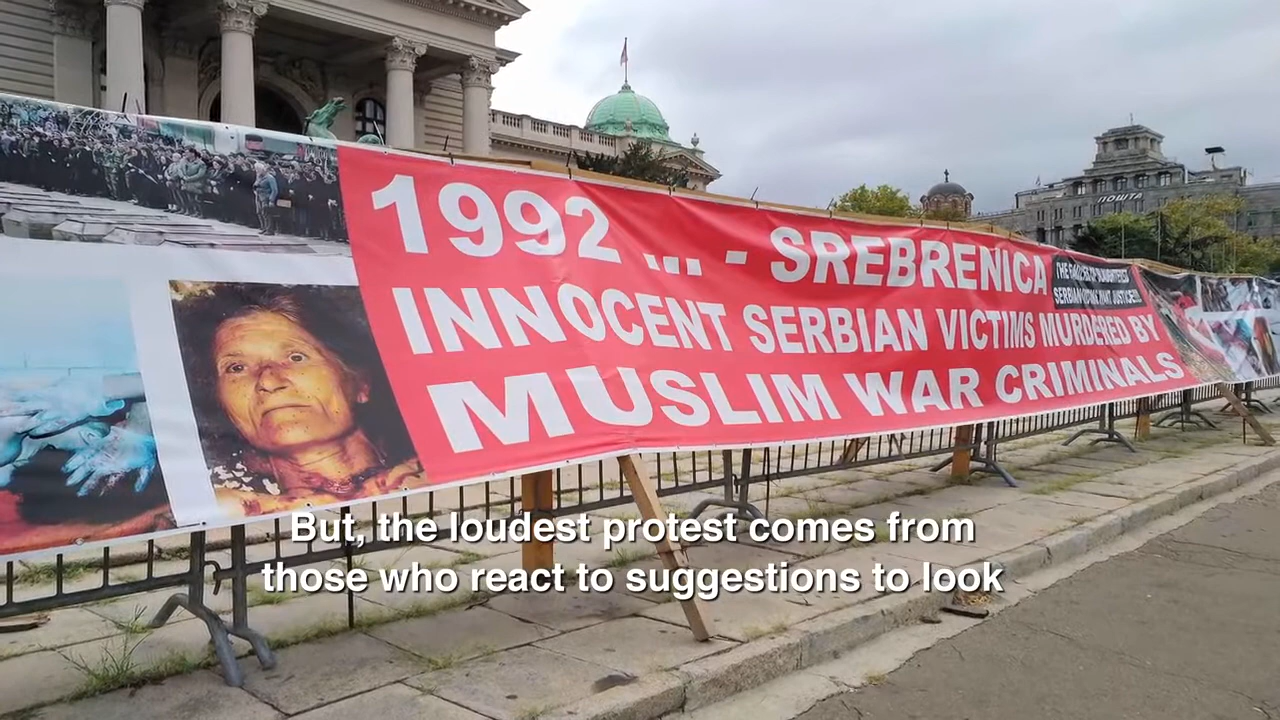 ПОШТА
1992 ... - SREBRENICA
INNOCENT SERBIAN VICTIMS MURDERED BY
MUSLIM WAR CRIMINALS
But, the loudest protest comes from
those who react to suggestions to look